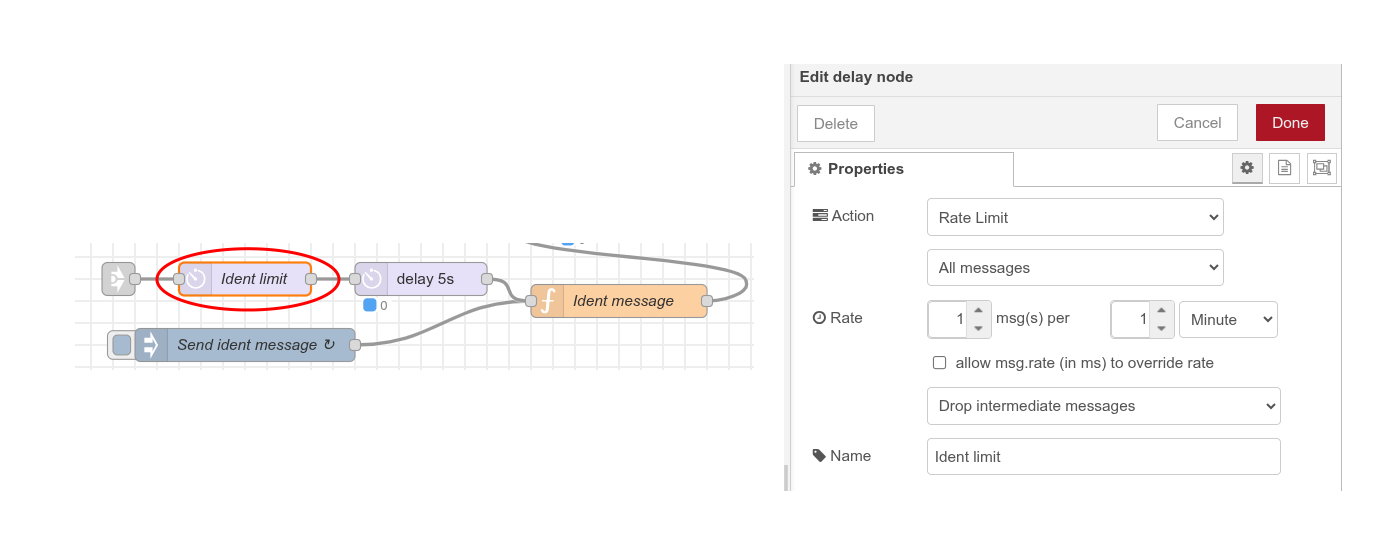 Ident limit
delay 5s
0
Ident message
Send ident message ↻
Edit delay node
Delete
Cancel
Done
Properties
Action
Rate Limit
All messages
Rate
1
msg(s) per
1
Minute
allow msg.rate (in ms) to override rate
Drop intermediate messages
Name
Ident limit